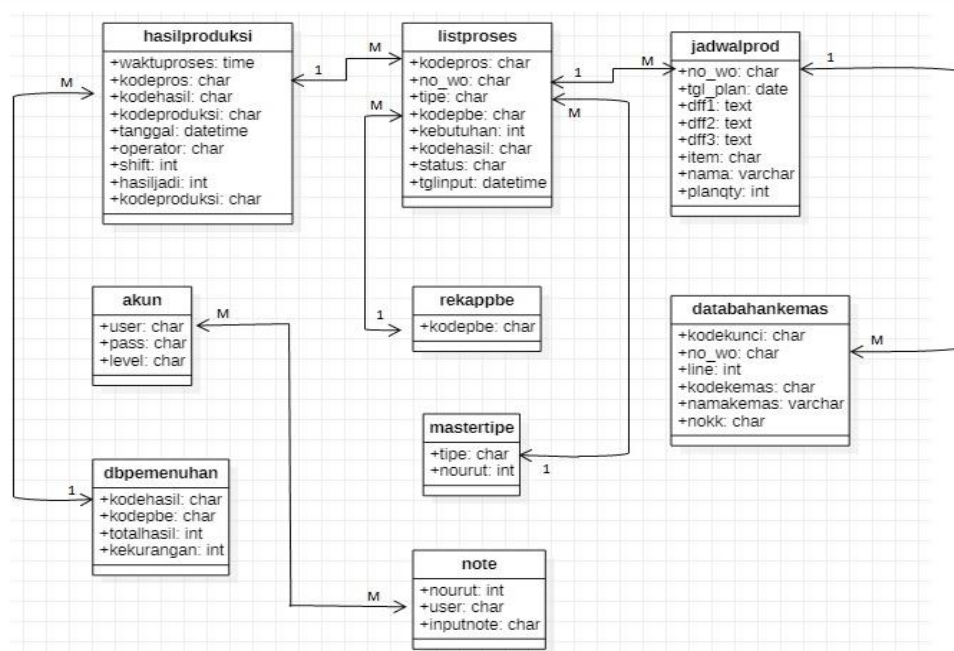 hasilproduksi
+waktuproses: time
+kodepros: char
+kodehasil: char
+kodeproduksi: char
+tanggal: datetime
+operator: char
+shift: int
+hasiljadi: int
+kodeproduksi: char
M
1
M
listproses
+kodepros: char
+no_wo: char
+tipe: char
+kodepbe: char
+kebutuhan: int
+kodehasil: char
+status: char
+tglinput: datetime
M
1
M
M
jadwalprod
+no_wo: char
+tgl_plan: date
+dff1: text
+dff2: text
+dff3: text
+item: char
+nama: varchar
+planqty: int
1
akun
+user: char
+pass: char
+level: char
M
rekappbe
+kodepbe: char
1
databahankemas
+kodekunci: char
+no_wo: char
+line: int
+kodekemas: char
+namakemas: varchar
+nokk: char
M
mastertipe
+tipe: char
+nourut: int
1
dbpemenuhan
+kodehasil: char
+kodepbe: char
+totalhasil: int
+kekurangan: int
1
note
+nourut: int
+user: char
+inputnote: char
M